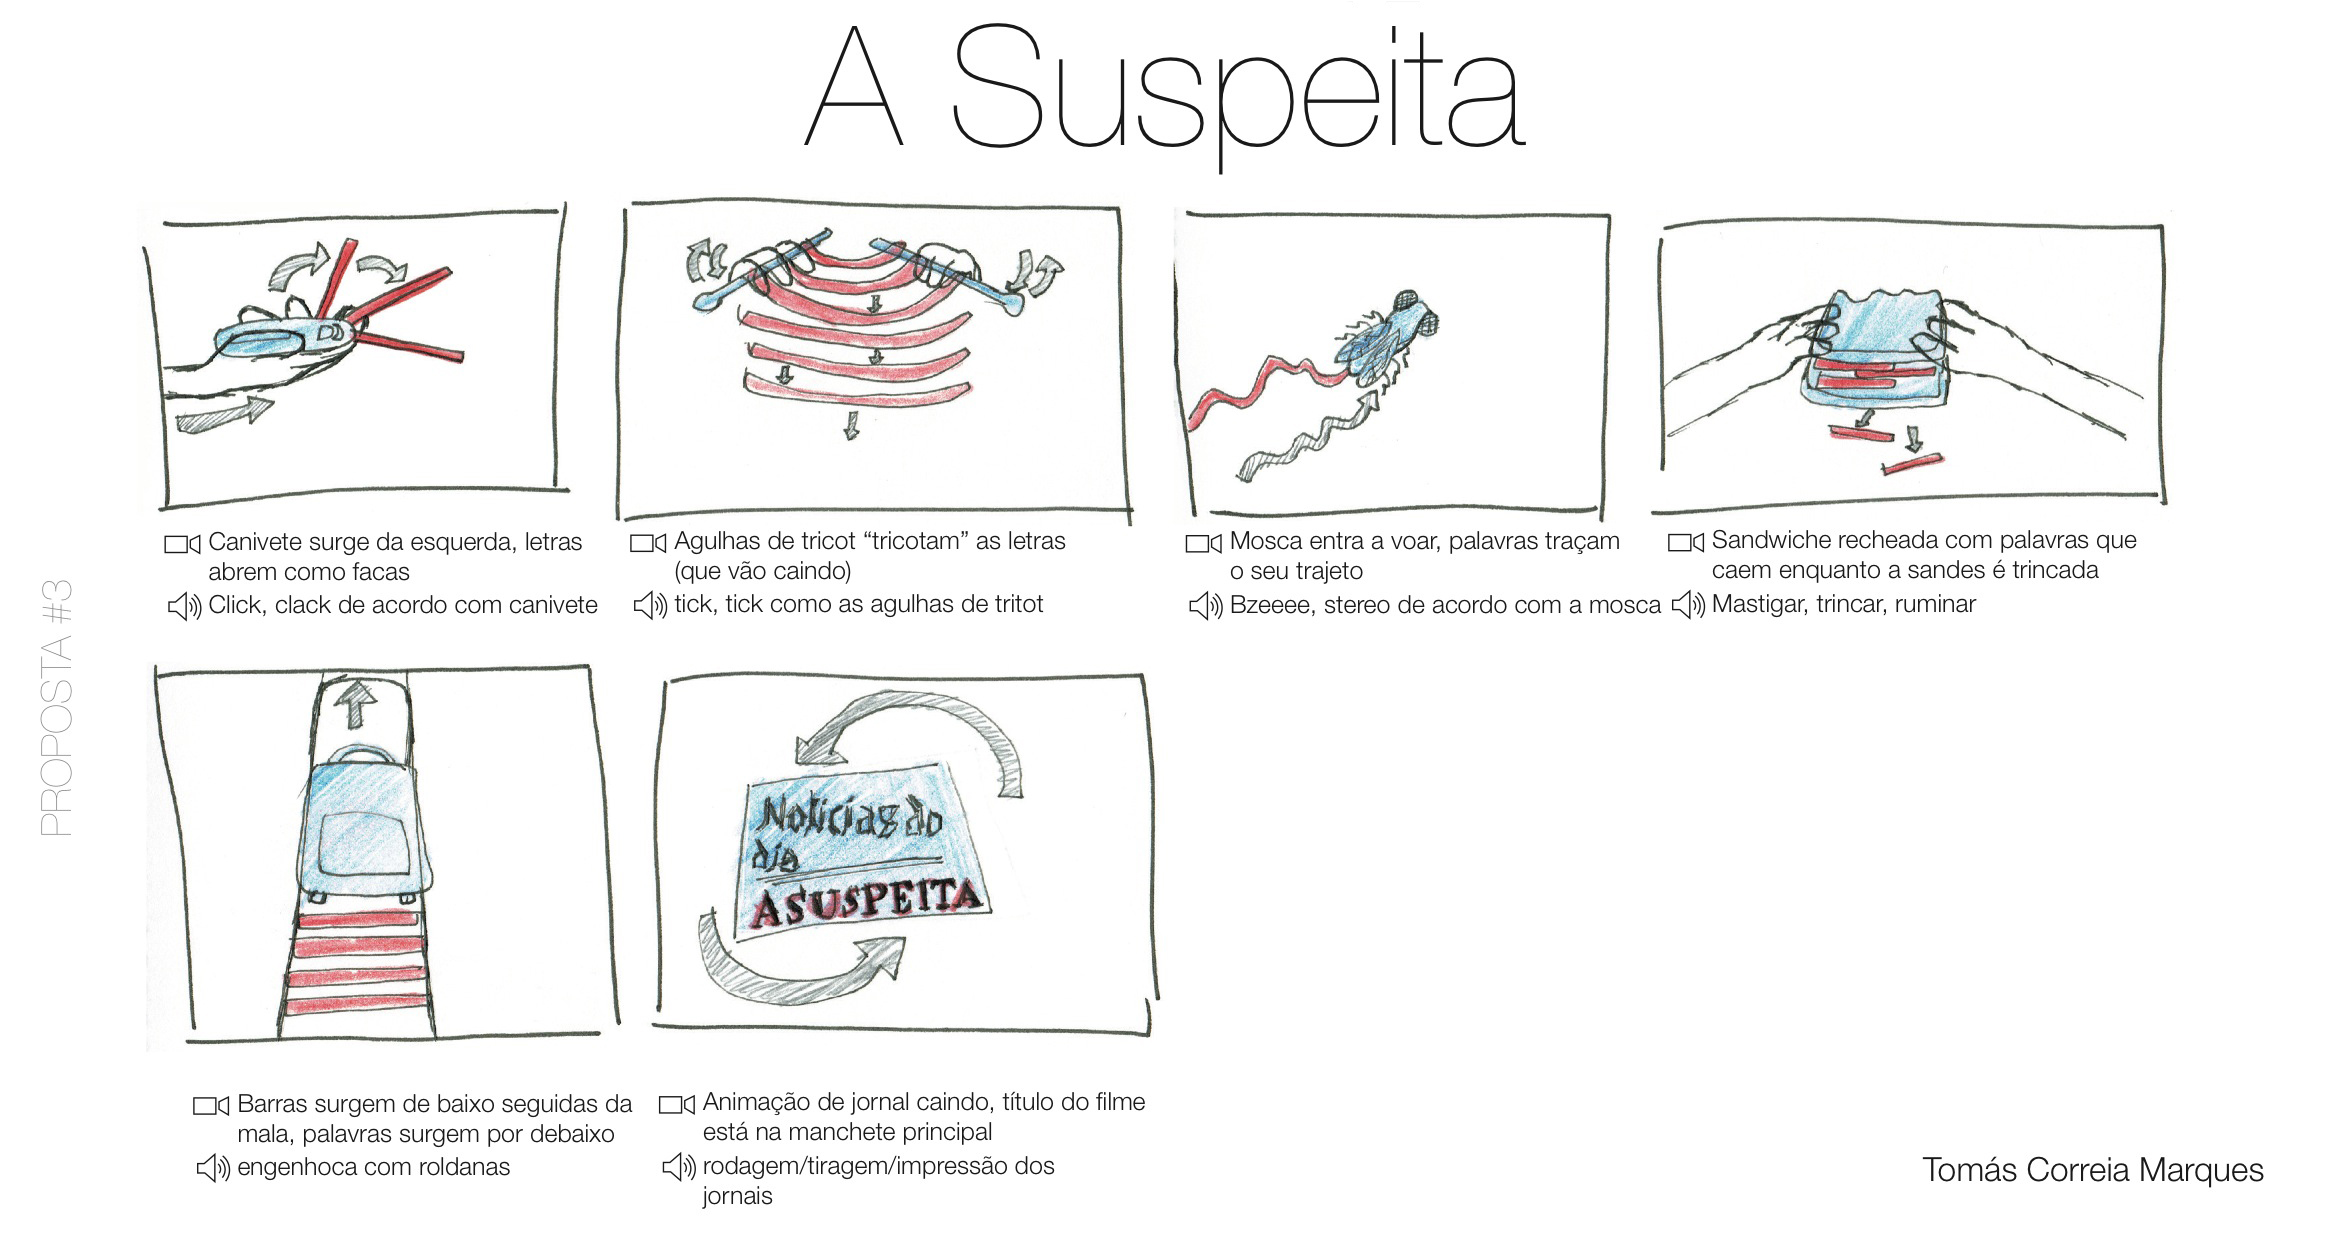 A Suspeita
PROPOSTA #3
Canivete surge da esquerda, letras
abrem como facas
Click, clack de acordo com canivete
Agulhas de tricot “tricotam” as letras
(que vão caindo)
tick, tick como as agulhas de tritot
Mosca entra a voar, palavras traçam
o seu trajeto
Bzeeee, stereo de acordo com a mosca
Sandwiche recheada com palavras que
caem enquanto a sandes é trincada
Mastigar, trincar, ruminar
Notícias do
dia
A SUSPEITA
Barras surgem de baixo seguidas da
mala, palavras surgem por debaixo
engenhoca com roldanas
Animação de jornal caindo, título do filme
está na manchete principal
rodagem/tiragem/impressão dos
jornais
Tomás Correia Marques